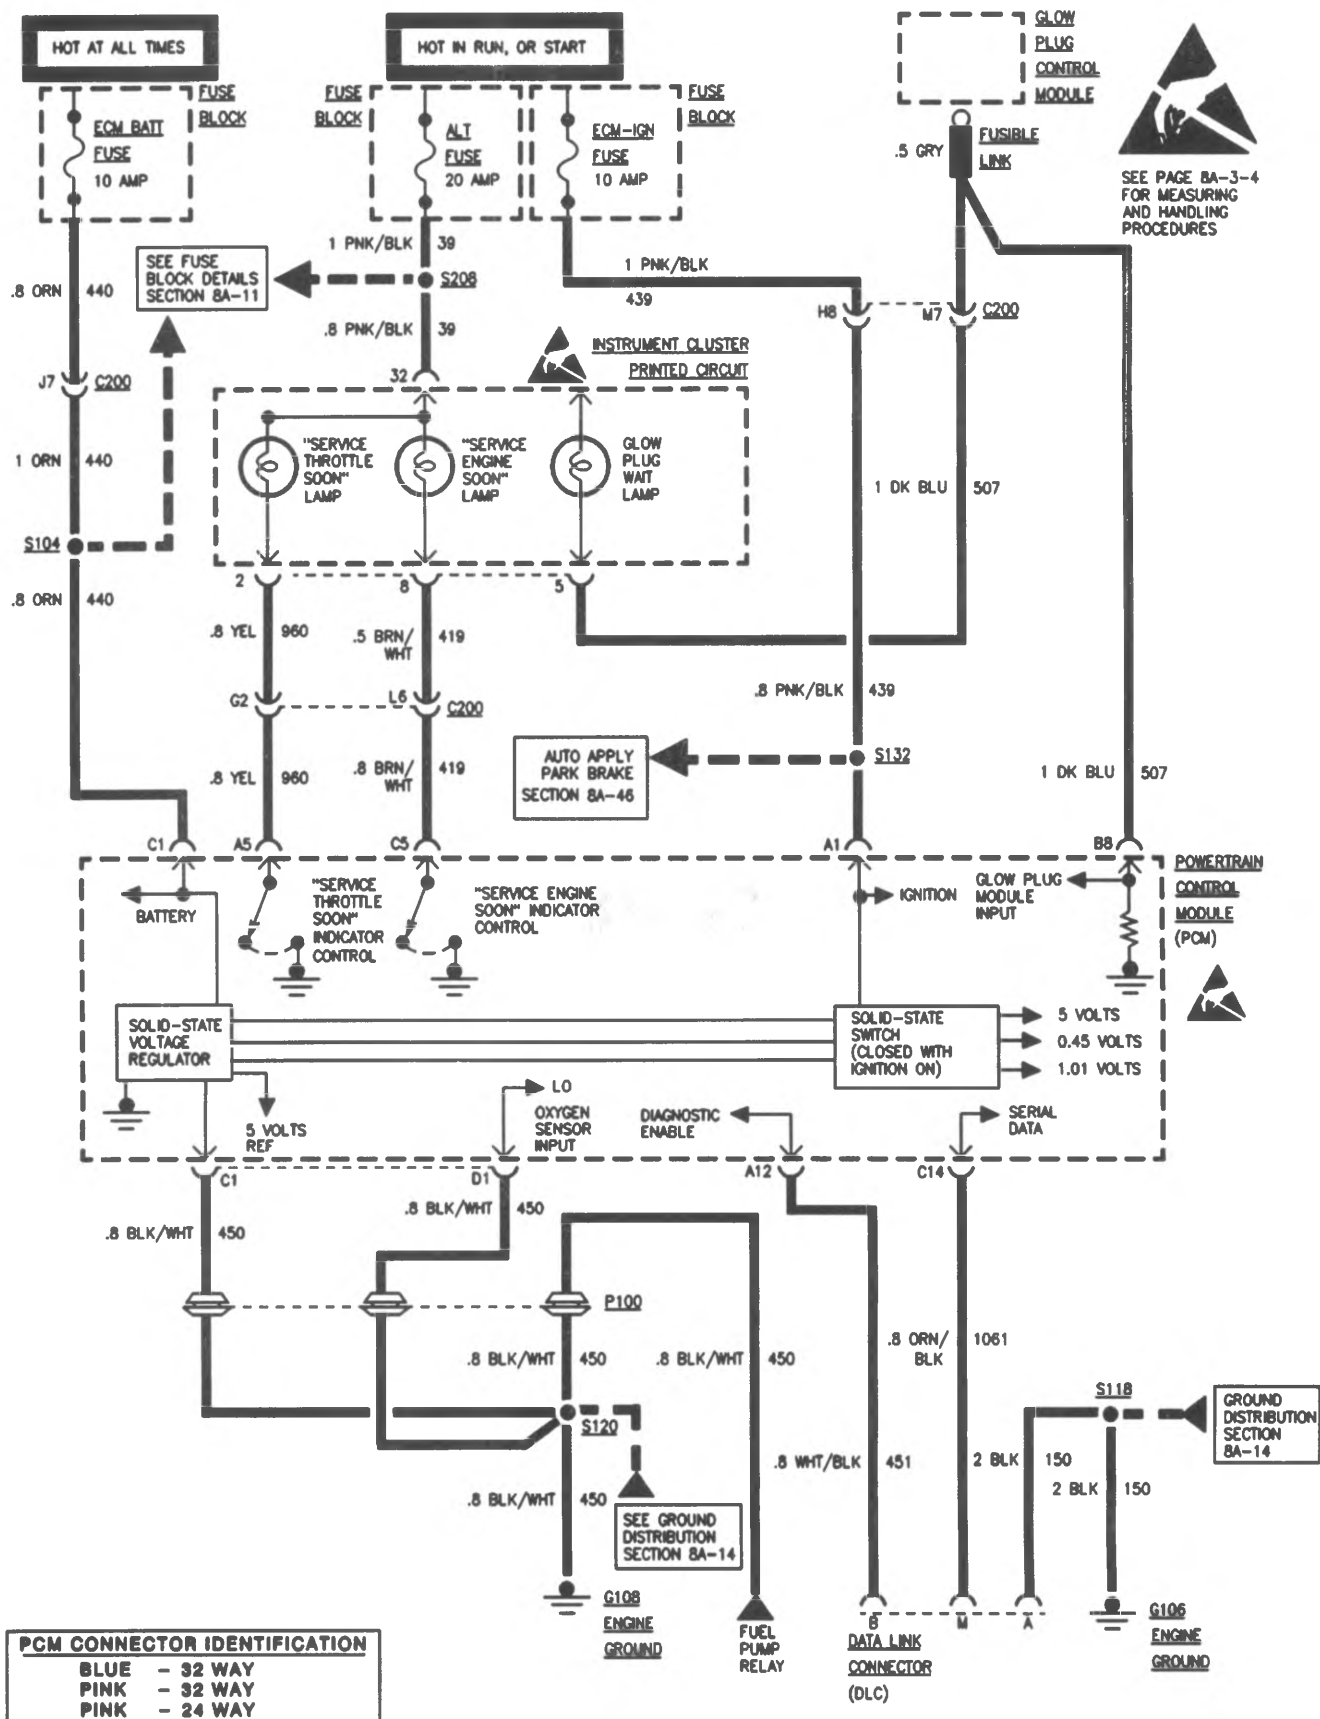 HOT AT ALL TIMES
HOT IN RUN, OR START
GLOW
PLUG
CONTROL
MODULE
FUSE
BLOCK
ECM BATT
FUSE
10 AMP
FUSE
BLOCK
ALT
FUSE
20 AMP
ECM-IGN
FUSE
10 AMP
FUSE
BLOCK
.5 GRY
FUSIBLE
LINK
SEE PAGE 8A-3-4
FOR MEASURING
AND HANDLING
PROCEDURES
1 PNK/BLK 39
SEE FUSE
BLOCK DETAILS
SECTION 8A-11
S208
1 PNK/BLK
439
.8 ORN 440
.8 PNK/BLK 39
H8
M7
C200
INSTRUMENT CLUSTER
PRINTED CIRCUIT
32
J7 C200
"SERVICE
THROTTLE
SOON"
LAMP
"SERVICE
ENGINE
SOON"
LAMP
GLOW
PLUG
WAIT
LAMP
1 ORN 440
1 DK BLU 507
S104
2
8
5
.8 ORN 440
.8 YEL 960
.5 BRN/
WHT
419
.8 PNK/BLK 439
G2
L6
C200
AUTO APPLY
PARK BRAKE
SECTION 8A-46
S132
.8 YEL 960
.8 BRN/
WHT
419
1 DK BLU 507
C1
A5
C5
A1
B8
POWERTRAIN
CONTROL
MODULE
(PCM)
BATTERY
"SERVICE
THROTTLE
SOON"
INDICATOR
CONTROL
"SERVICE ENGINE
SOON" INDICATOR
CONTROL
IGNITION
GLOW PLUG
MODULE
INPUT
SOLID-STATE
VOLTAGE
REGULATOR
SOLID-STATE
SWITCH
(CLOSED WITH
IGNITION ON)
5 VOLTS
0.45 VOLTS
1.01 VOLTS
5 VOLTS
REF
LO
OXYGEN
SENSOR
INPUT
DIAGNOSTIC
ENABLE
SERIAL
DATA
C1
D1
A12
C14
.8 BLK/WHT 450
.8 BLK/WHT 450
P100
.8 BLK/WHT 450
.8 BLK/WHT 450
.8 ORN/
BLK
1061
S118
GROUND
DISTRIBUTION
SECTION
8A-14
S120
.8 WHT/BLK 451
2 BLK 150
2 BLK 150
.8 BLK/WHT 450
SEE GROUND
DISTRIBUTION
SECTION 8A-14
G108
ENGINE
GROUND
FUEL
PUMP
RELAY
B
M
A
DATA LINK
CONNECTOR
(DLC)
G106
ENGINE
GROUND
PCM CONNECTOR IDENTIFICATION
BLUE - 32 WAY
PINK - 32 WAY
PINK - 24 WAY